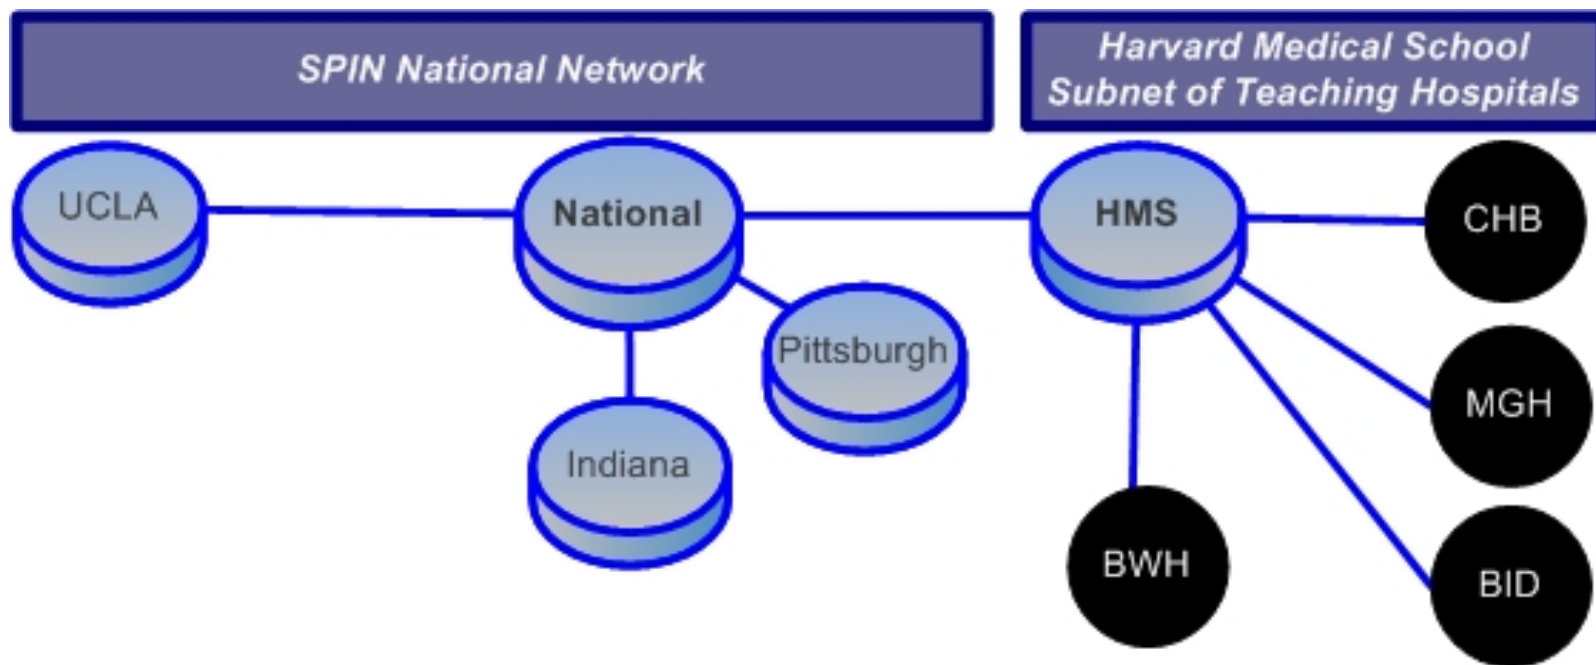 SPIN National Network
Harvard Medical School
Subnet of Teaching Hospitals
UCLA
National
HMS
CHB
Pittsburgh
MGH
Indiana
BWH
BID